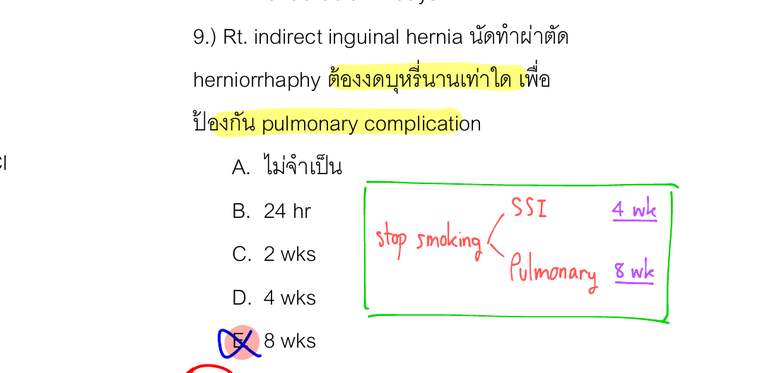 9.) Rt. indirect inguinal hernia นัดทำผ่าตัด
herniorrhaphy ต้องงดบุหรี่นานเท่าใด เพื่อ
ป้องกัน pulmonary complication
A. ไม่จำเป็น
B. 24 hr
C. 2 wks
D. 4 wks
E. 8 wks
stop smoking
SSI 4 wk
Pulmonary 8 wk